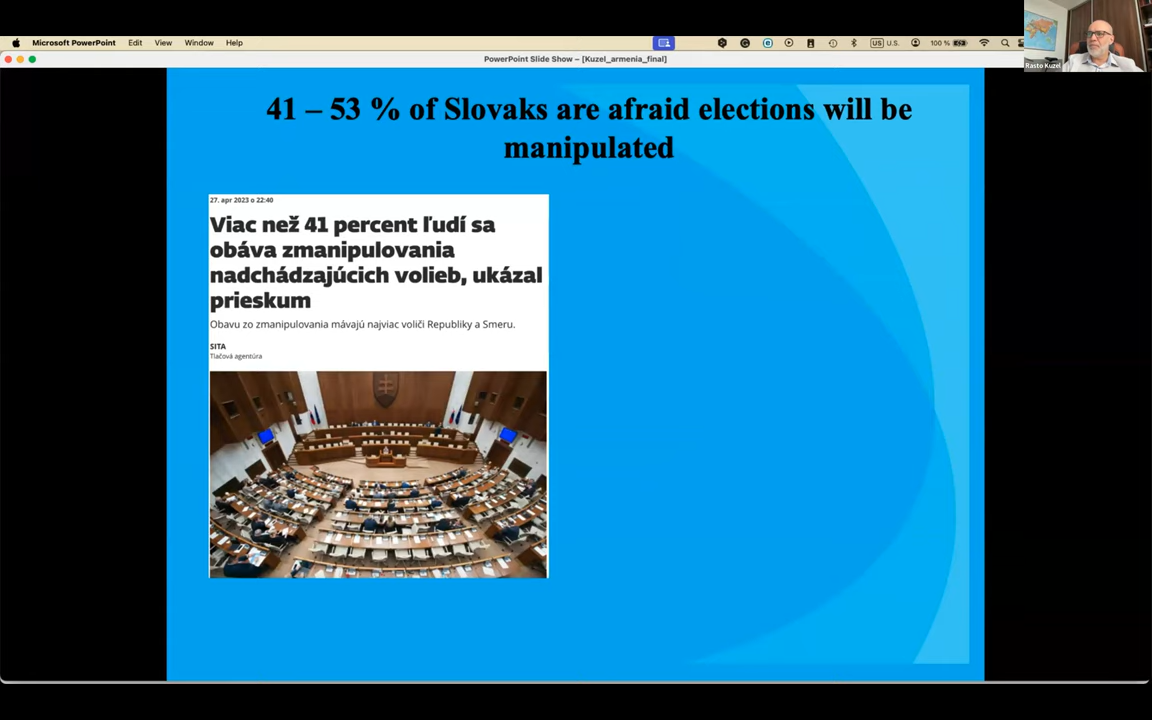 Microsoft PowerPoint Edit View Window Help
US U.S. 100 %
PowerPoint Slide Show – [Kuzel_armenia_final]
Rasto Kuzel
41 – 53 % of Slovaks are afraid elections will be
manipulated
27. apr 2023 o 22:40
Viac než 41 percent ľudí sa
obáva zmanipulovania
nadchádzajúcich volieb, ukázal
prieskum
Obavu zo zmanipulovania mávajú najviac voliči Republiky a Smeru.
SITA
Tlačová agentúra